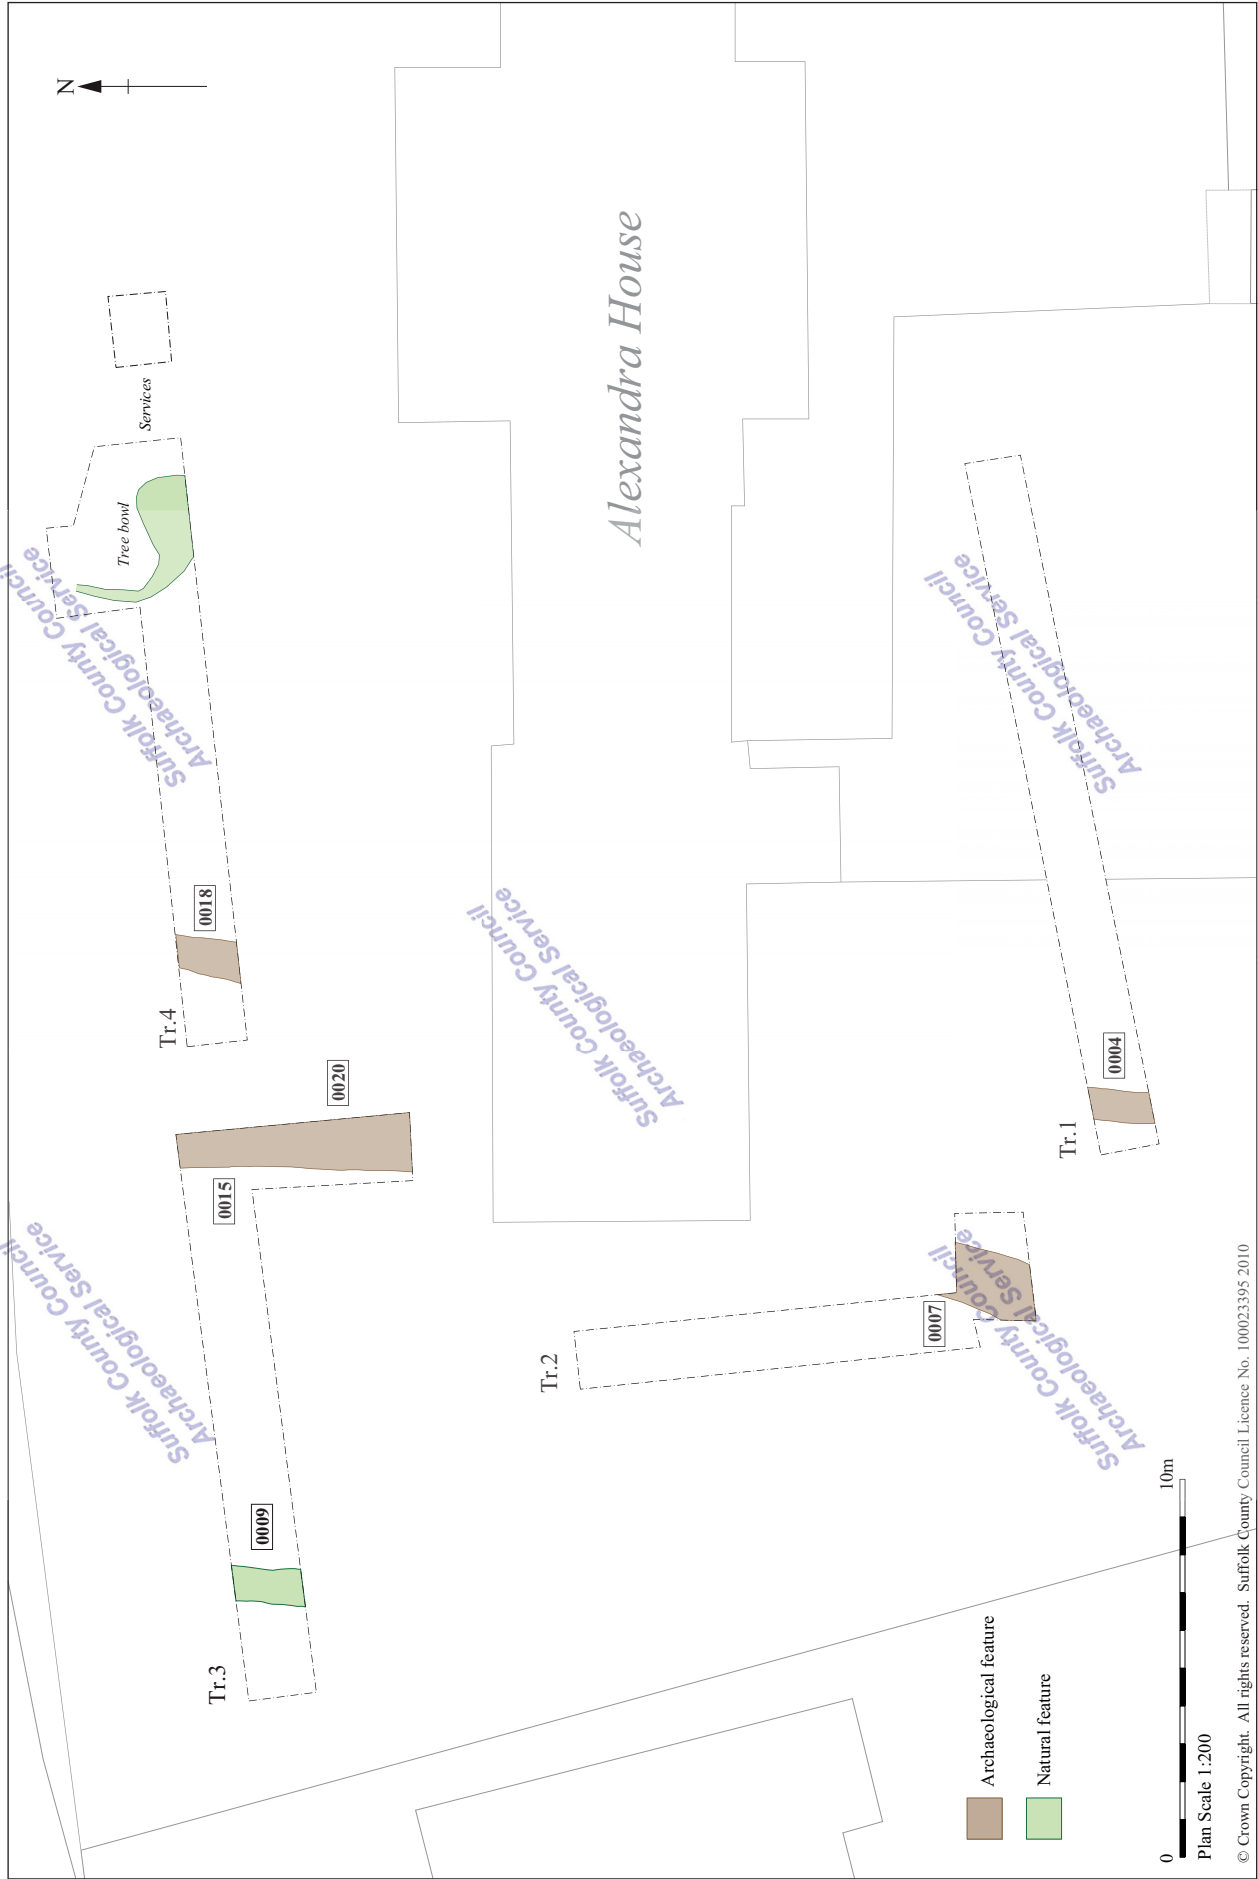 N
Services
Tree bowl
Suffolk County Council
Archaeological Service
0018
Tr.4
0020
0015
Suffolk County Council
Archaeological Service
0009
Tr.3
Alexandra House
Suffolk County Council
Archaeological Service
Tr.2
0007
Suffolk County Council
Archaeological Service
Suffolk County Council
Archaeological Service
0004
Tr.1
Archaeological feature
Natural feature
0
10m
Plan Scale 1:200
© Crown Copyright. All rights reserved. Suffolk County Council Licence No. 100023395 2010